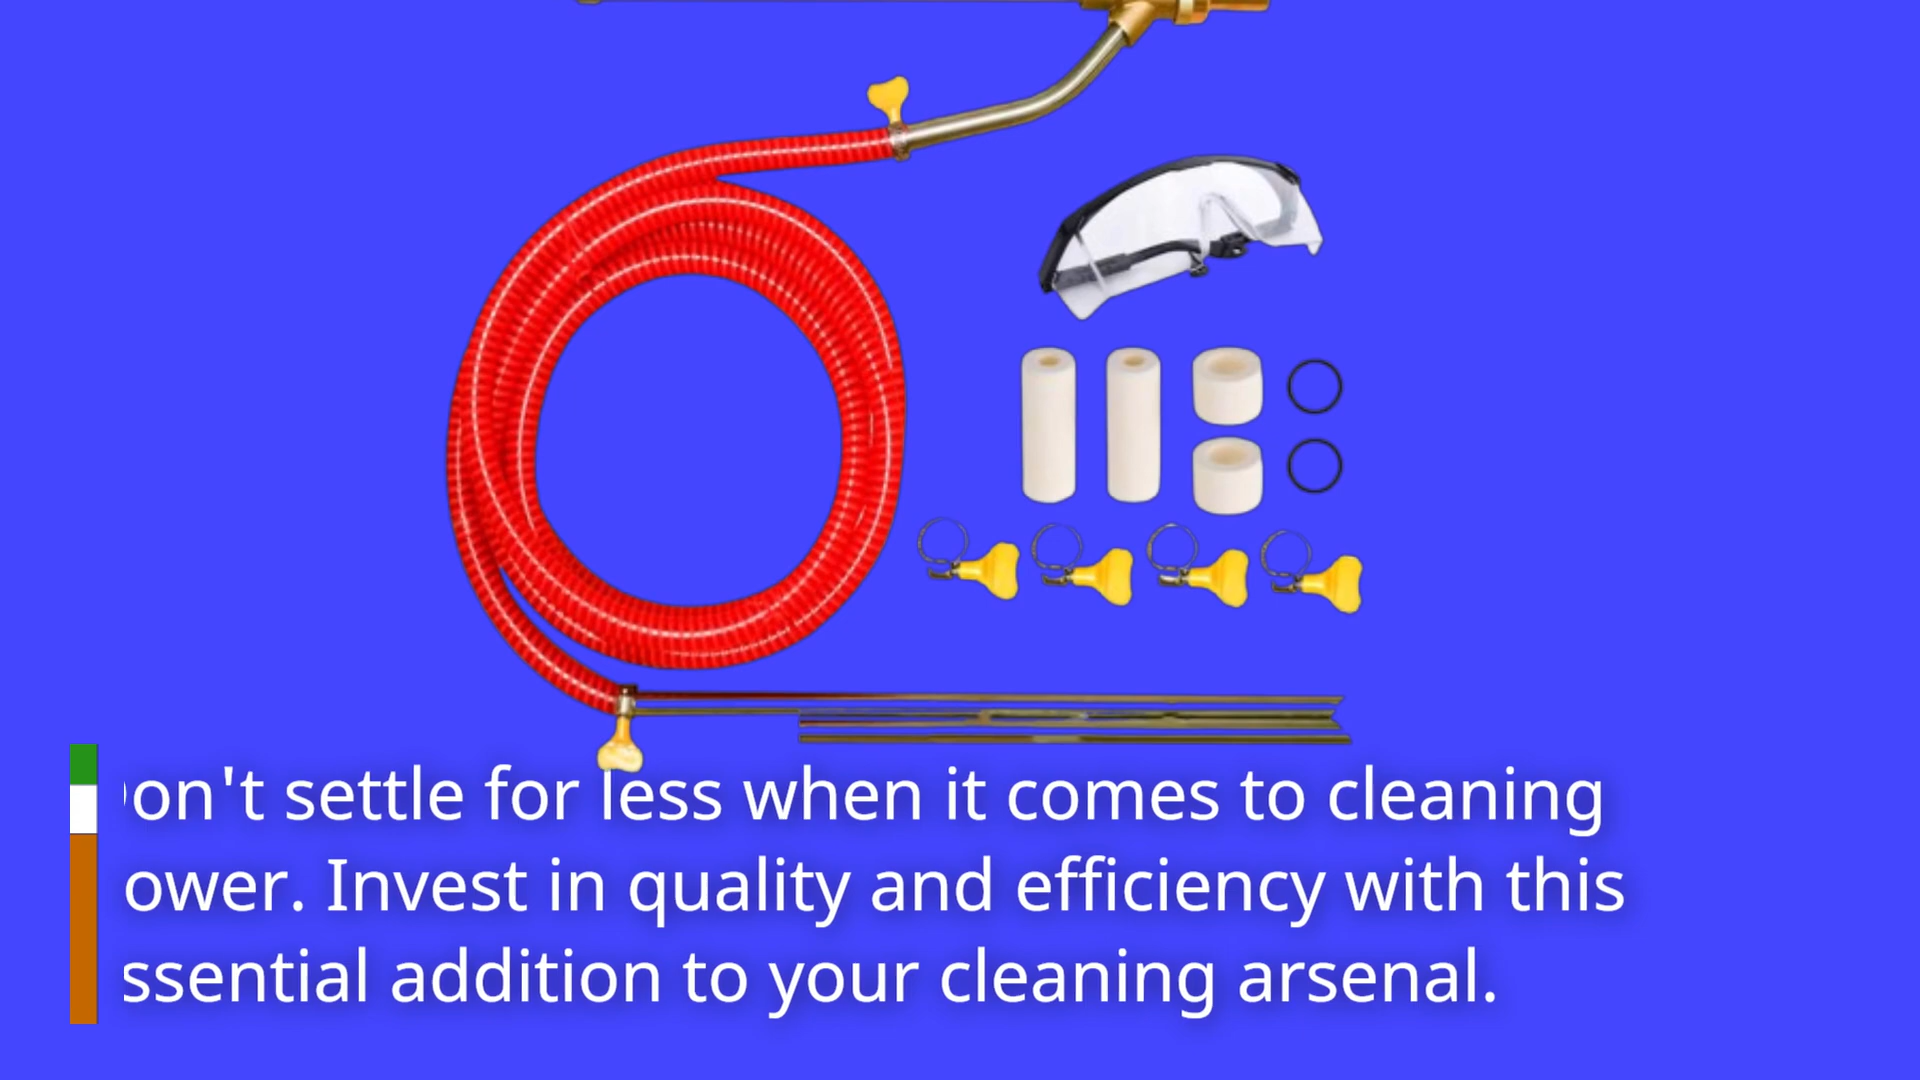 on't settle for less when it comes to cleaning
ower. Invest in quality and efficiency with this
ssential addition to your cleaning arsenal.